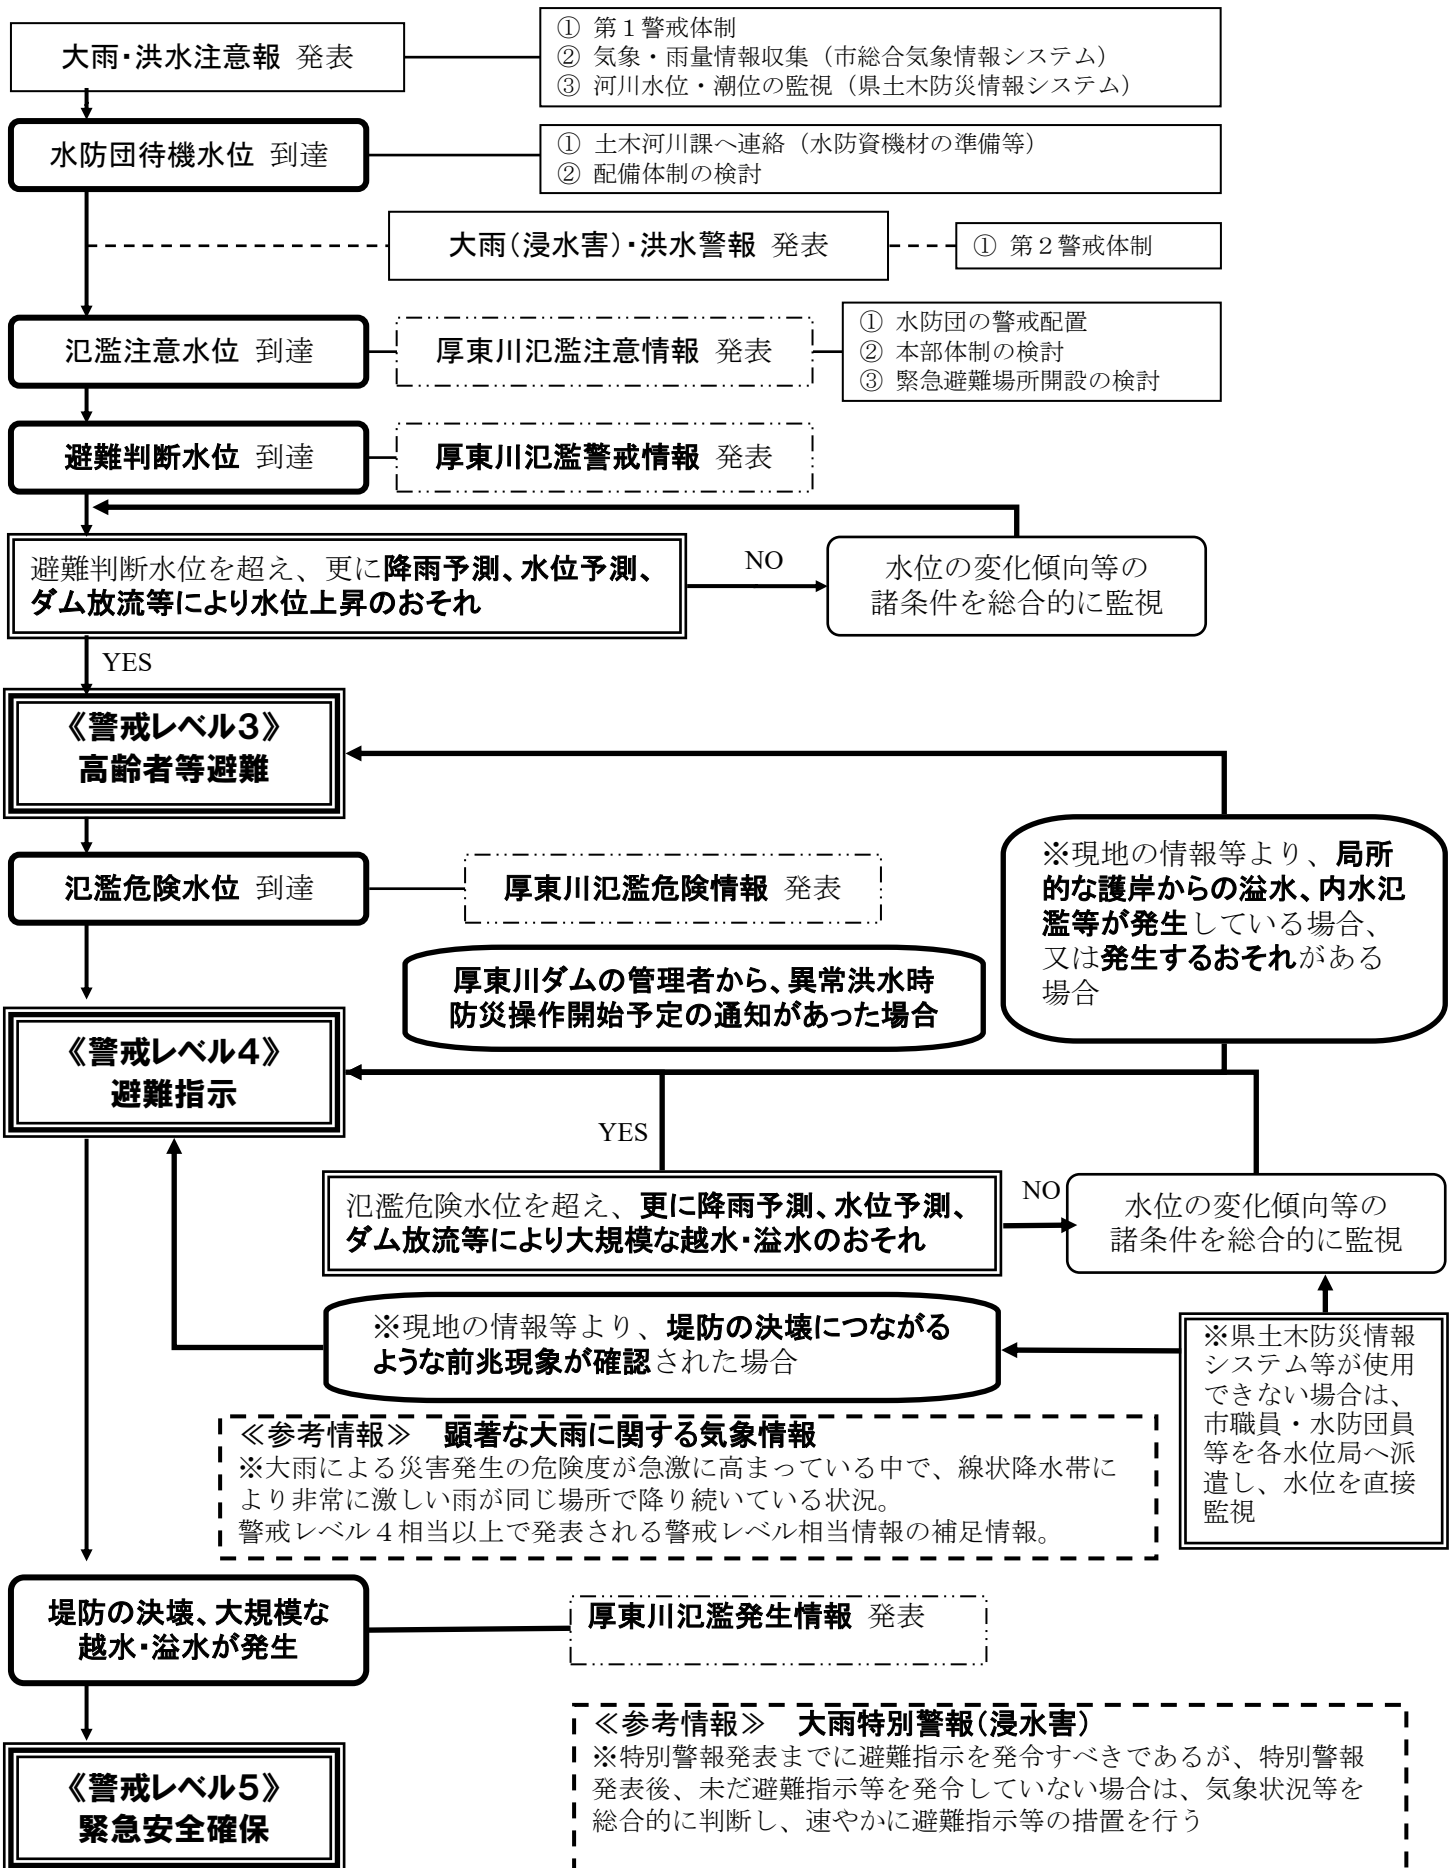 大雨・洪水注意報 発表
① 第１警戒体制
② 気象・雨量情報収集（市総合気象情報システム）
③ 河川水位・潮位の監視（県土木防災情報システム）
水防団待機水位 到達
① 土木河川課へ連絡（水防資機材の準備等）
② 配備体制の検討
大雨（浸水害）・洪水警報 発表
① 第２警戒体制
氾濫注意水位 到達
厚東川氾濫注意情報 発表
① 水防団の警戒配置
② 本部体制の検討
③ 緊急避難場所開設の検討
避難判断水位 到達
厚東川氾濫警戒情報 発表
避難判断水位を超え、更に降雨予測、水位予測、
ダム放流等により水位上昇のおそれ
NO
水位の変化傾向等の
諸条件を総合的に監視
YES
《警戒レベル３》
高齢者等避難
※現地の情報等より、局所
的な護岸からの溢水、内水氾
濫等が発生している場合、
又は発生するおそれがある
場合
氾濫危険水位 到達
厚東川氾濫危険情報 発表
厚東川ダムの管理者から、異常洪水時
防災操作開始予定の通知があった場合
《警戒レベル４》
避難指示
YES
氾濫危険水位を超え、更に降雨予測、水位予測、
ダム放流等により大規模な越水・溢水のおそれ
NO
水位の変化傾向等の
諸条件を総合的に監視
※現地の情報等より、堤防の決壊につながる
ような前兆現象が確認された場合
※県土木防災情報
システム等が使用
できない場合は、
市職員・水防団員
等を各水位局へ派
遣し、水位を直接
監視
≪参考情報≫ 顕著な大雨に関する気象情報
※大雨による災害発生の危険度が急激に高まっている中で、線状降水帯に
より非常に激しい雨が同じ場所で降り続いている状況。
警戒レベル４相当以上で発表される警戒レベル相当情報の補足情報。
堤防の決壊、大規模な
越水・溢水が発生
厚東川氾濫発生情報 発表
《警戒レベル５》
緊急安全確保
≪参考情報≫ 大雨特別警報（浸水害）
※特別警報発表までに避難指示を発令すべきであるが、特別警報
発表後、未だ避難指示等を発令していない場合は、気象状況等を
総合的に判断し、速やかに避難指示等の措置を行う